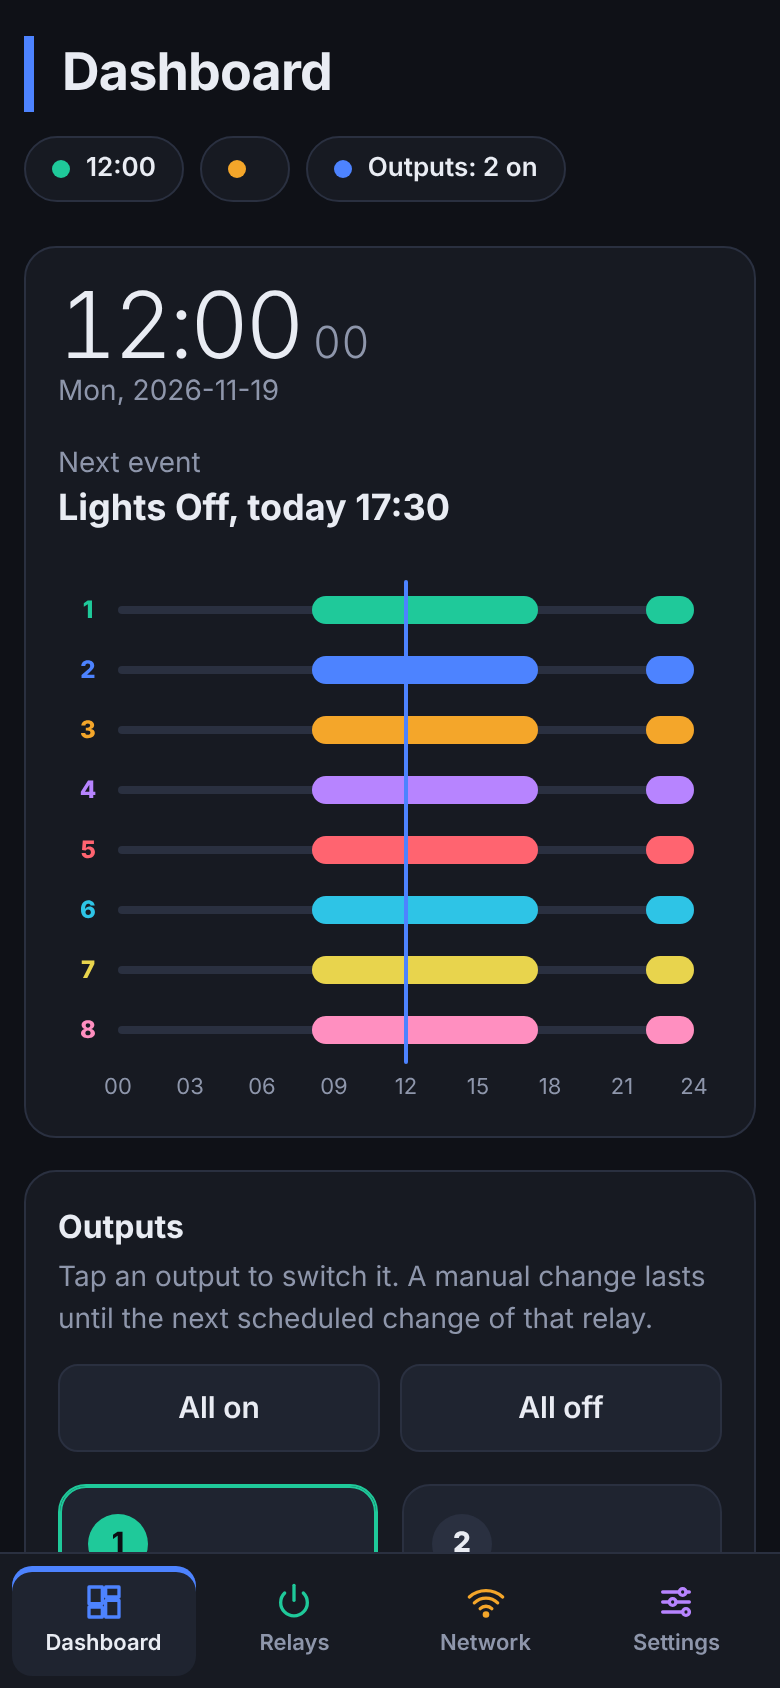 Dashboard
12:00
Outputs: 2 on
12:00 00
Mon, 2026-11-19
Next event
Lights Off, today 17:30
1
2
3
4
5
6
7
8
00 03 06 09 12 15 18 21 24
Outputs
Tap an output to switch it. A manual change lasts
until the next scheduled change of that relay.
All on All off
1 2
Dashboard Relays Network Settings